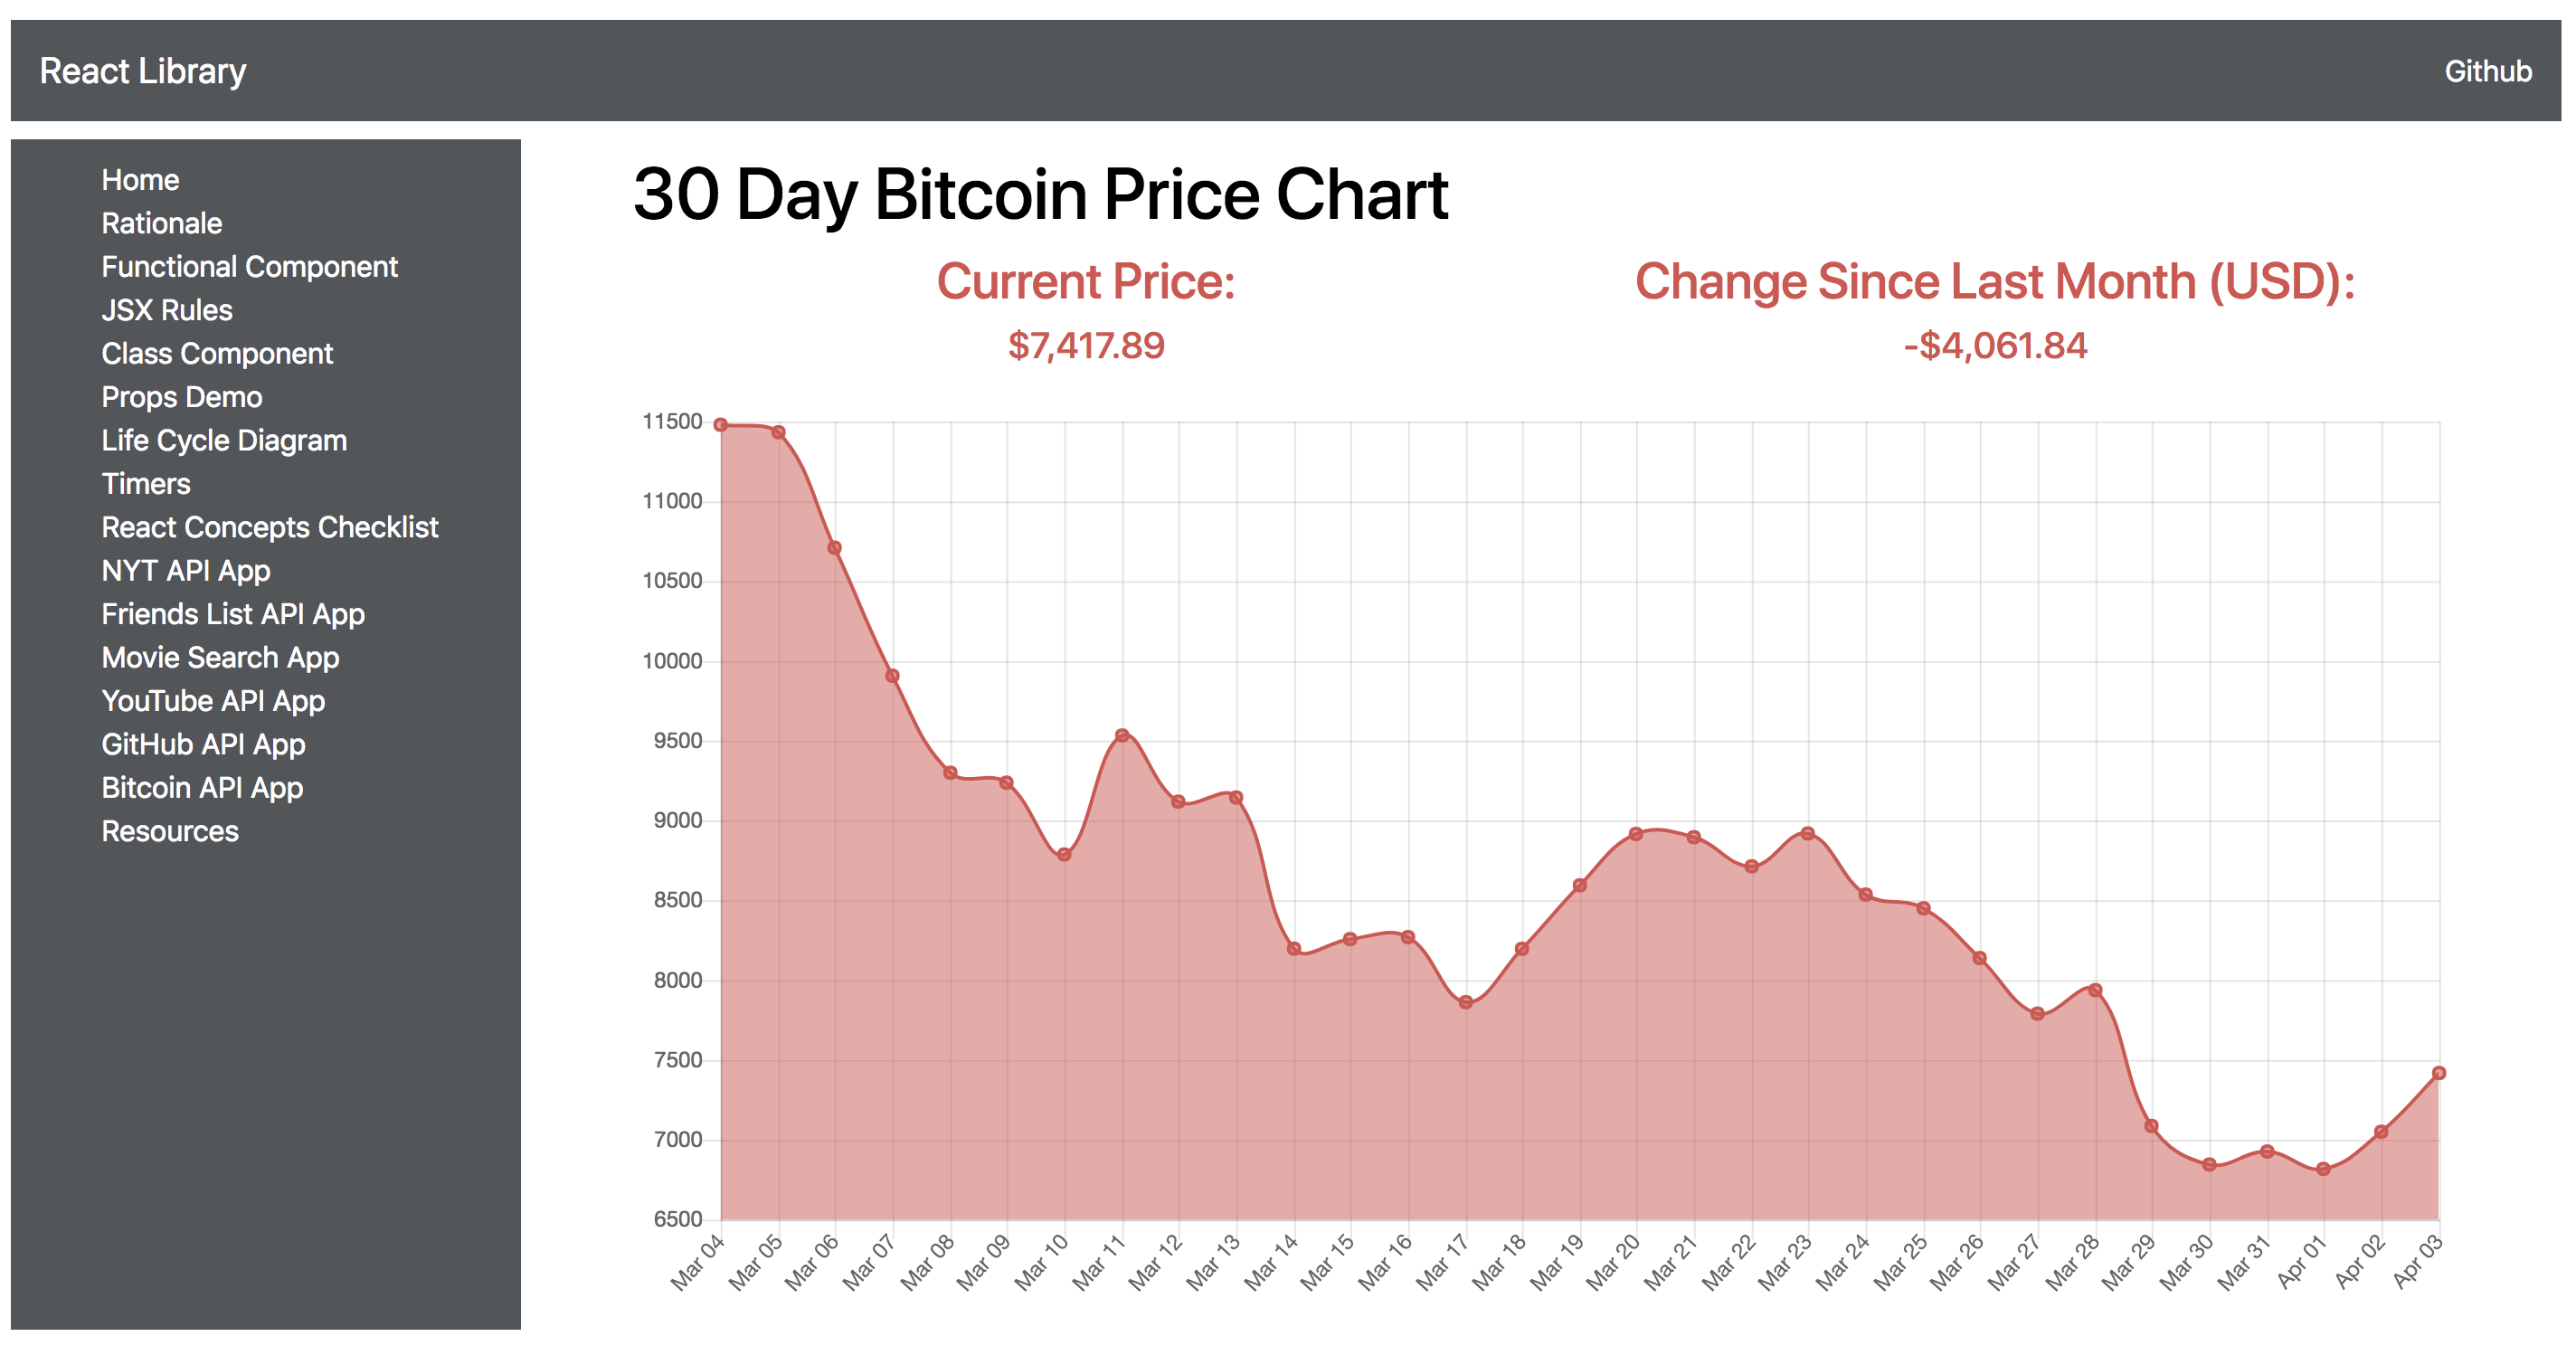 React Library
Github
Home
Rationale
Functional Component
JSX Rules
Class Component
Props Demo
Life Cycle Diagram
Timers
React Concepts Checklist
NYT API App
Friends List API App
Movie Search App
YouTube API App
GitHub API App
Bitcoin API App
Resources
30 Day Bitcoin Price Chart
Current Price:
$7,417.89
Change Since Last Month (USD):
-$4,061.84
11500
11000
10500
10000
9500
9000
8500
8000
7500
7000
6500
Mar 04
Mar 05
Mar 06
Mar 07
Mar 08
Mar 09
Mar 10
Mar 11
Mar 12
Mar 13
Mar 14
Mar 15
Mar 16
Mar 17
Mar 18
Mar 19
Mar 20
Mar 21
Mar 22
Mar 23
Mar 24
Mar 25
Mar 26
Mar 27
Mar 28
Mar 29
Mar 30
Mar 31
Apr 01
Apr 02
Apr 03